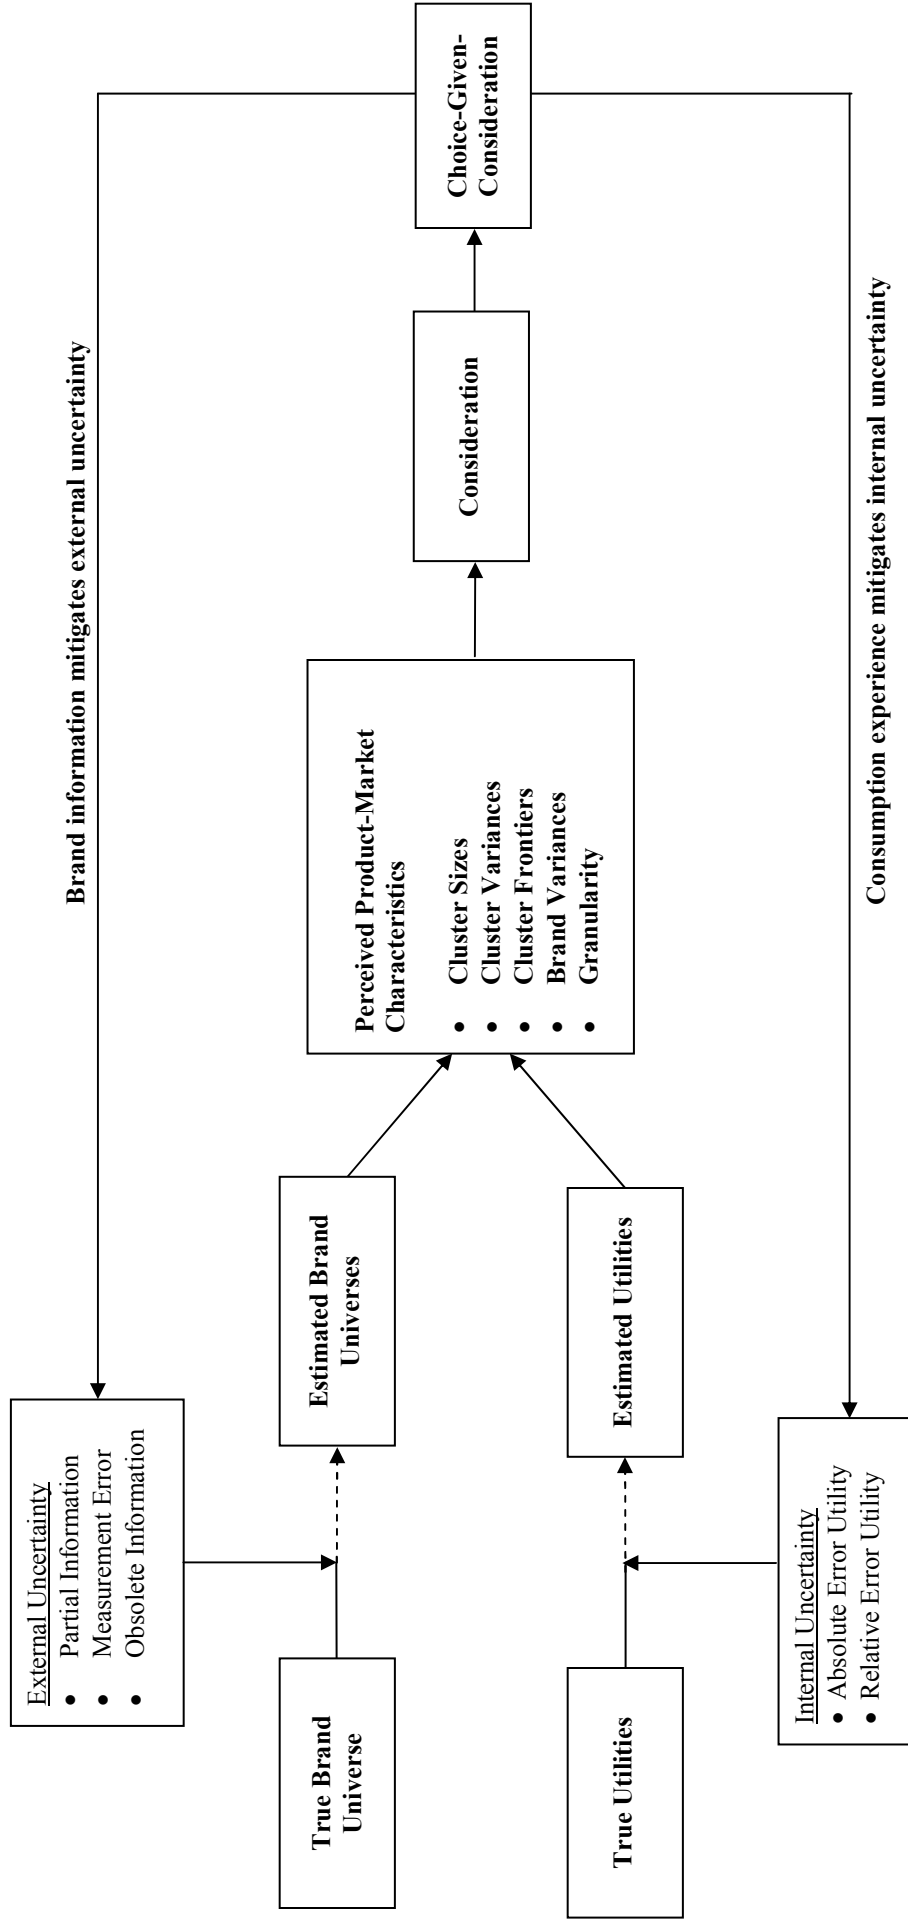 Brand information mitigates external uncertainty
External Uncertainty
● Partial Information
● Measurement Error
● Obsolete Information
True Brand
Universe
Estimated Brand
Universes
Perceived Product-Market
Characteristics
● Cluster Sizes
● Cluster Variances
● Cluster Frontiers
● Brand Variances
● Granularity
Consideration
Choice-Given-
Consideration
True Utilities
Estimated Utilities
Internal Uncertainty
● Absolute Error Utility
● Relative Error Utility
Consumption experience mitigates internal uncertainty